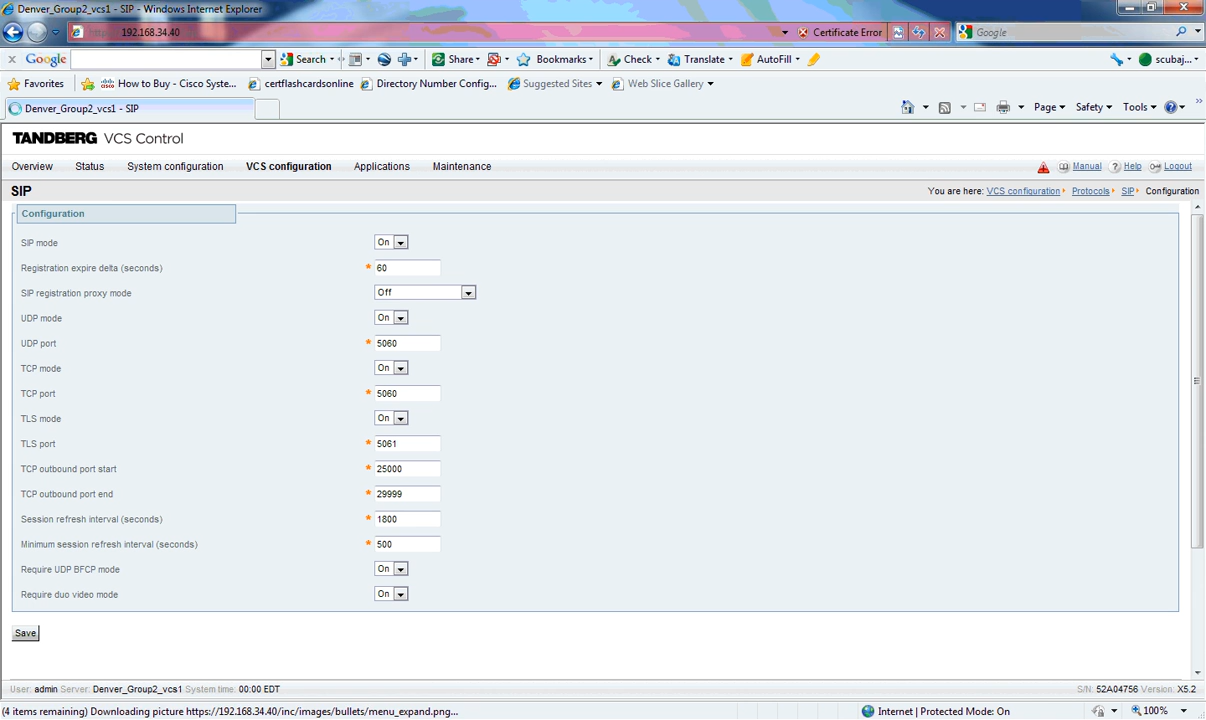 Denver_Group2_vcs1 - SIP - Windows Internet Explorer
192.168.34.40
Certificate Error
Google
Google
Search
Share
Bookmarks
Check
Translate
AutoFill
scubaj...
Favorites
How to Buy - Cisco System...
certflashcardsonline
Directory Number Config...
Suggested Sites
Web Slice Gallery
Denver_Group2_vcs1 - SIP
Page
Safety
Tools
TANDBERG VCS Control
Overview
Status
System configuration
VCS configuration
Applications
Maintenance
Manual
Help
Logout
SIP
You are here: VCS configuration Protocols SIP Configuration
Configuration
SIP mode On
Registration expire delta (seconds) * 60
SIP registration proxy mode Off
UDP mode On
UDP port * 5060
TCP mode On
TCP port * 5060
TLS mode On
TLS port * 5061
TCP outbound port start * 25000
TCP outbound port end * 29999
Session refresh interval (seconds) * 1800
Minimum session refresh interval (seconds) * 500
Require UDP BFCP mode On
Require duo video mode On
Save
User: admin Server: Denver_Group2_vcs1 System time: 00:00 EDT
S/N: 52A04756 Version: X5.2
(4 items remaining) Downloading picture https://192.168.34.40/inc/images/bullets/menu_expand.png...
Internet | Protected Mode: On
100%